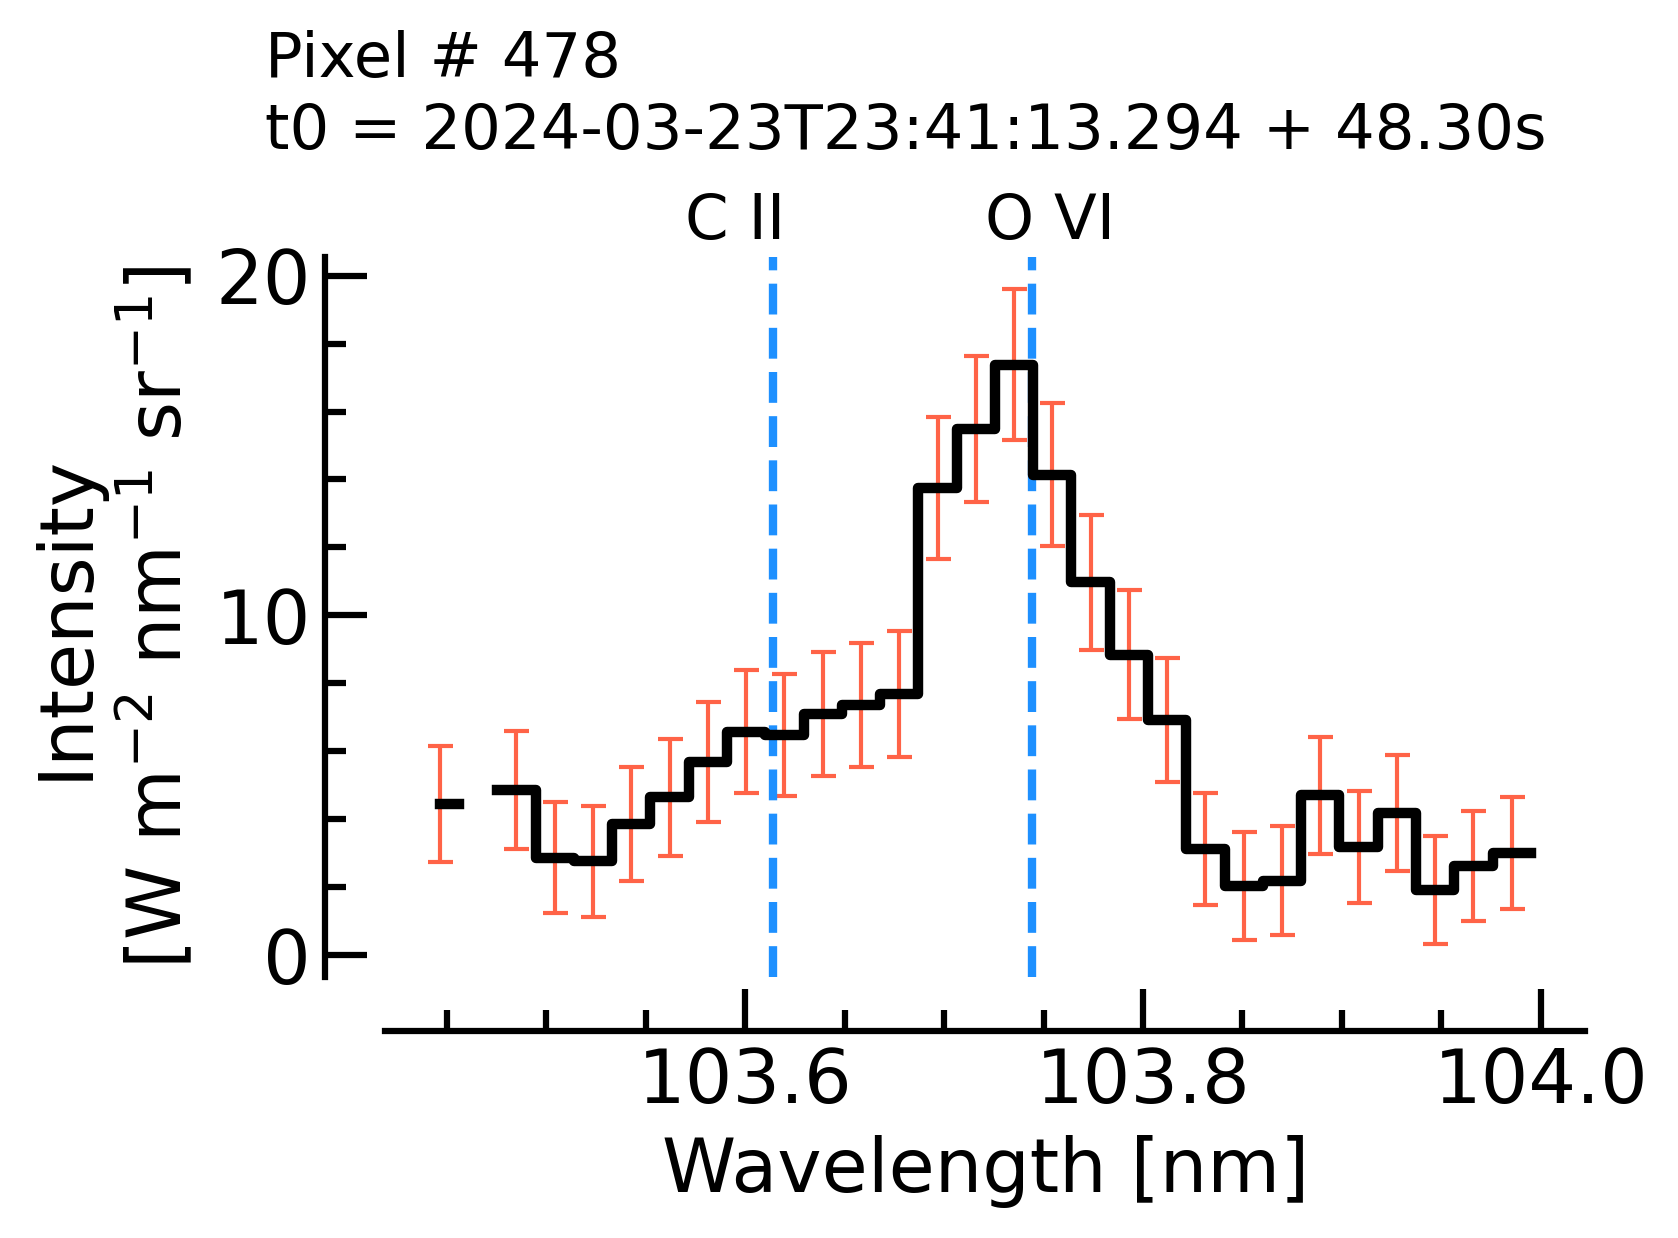 Pixel # 478
t0 = 2024-03-23T23:41:13.294 + 48.30s
C II
O VI
Intensity
[W m⁻² nm⁻¹ sr⁻¹]
20
10
0
103.6
103.8
104.0
Wavelength [nm]